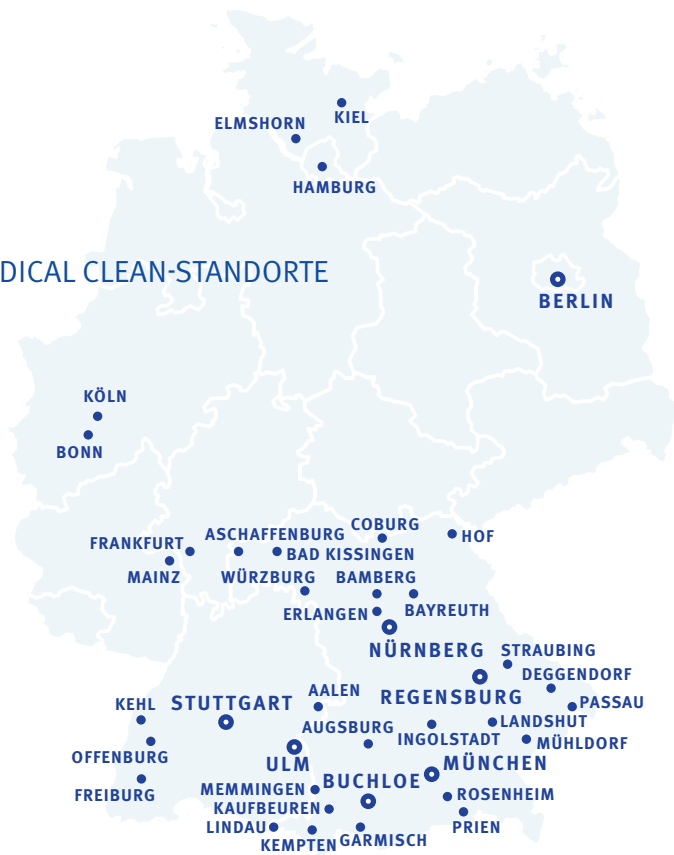 KIEL
ELMSHORN
HAMBURG
DICAL CLEAN-STANDORTE
BERLIN
KÖLN
BONN
COBURG
ASCHAFFENBURG
HOF
FRANKFURT
BAD KISSINGEN
MAINZ
WÜRZBURG
BAMBERG
BAYREUTH
ERLANGEN
NÜRNBERG
STRAUBING
DEGGENDORF
AALEN
REGENSBURG
PASSAU
KEHL
STUTTGART
LANDSHUT
AUGSBURG
INGOLSTADT
MÜHLDORF
OFFENBURG
ULM
MÜNCHEN
BUCHLOE
MEMMINGEN
FREIBURG
ROSENHEIM
KAUFBEUREN
LINDAU
PRIEN
KEMPTEN
GARMISCH